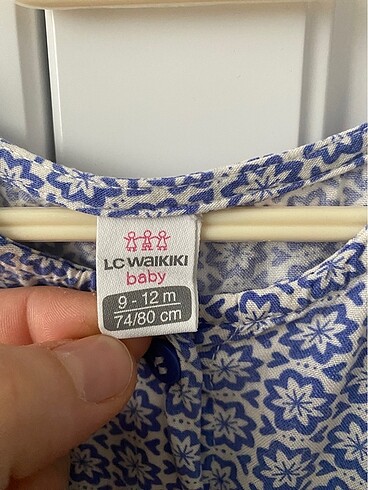 LC WAIKIKI
baby
9 - 12 m
74/80 cm